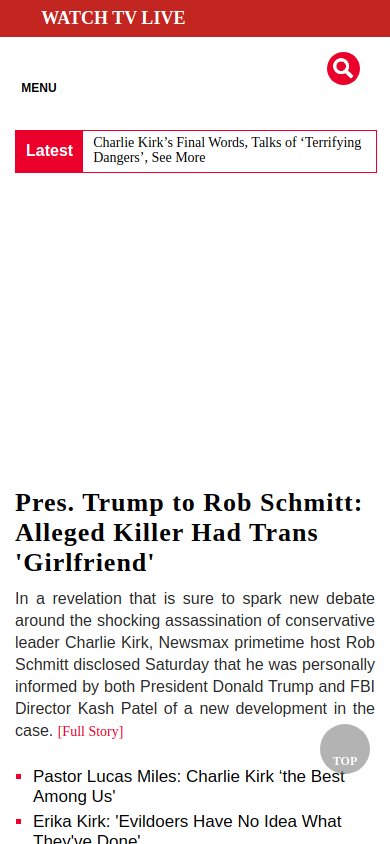 WATCH TV LIVE
MENU
Latest
Charlie Kirk’s Final Words, Talks of ‘Terrifying
Dangers’, See More
Pres. Trump to Rob Schmitt:
Alleged Killer Had Trans
'Girlfriend'
In a revelation that is sure to spark new debate
around the shocking assassination of conservative
leader Charlie Kirk, Newsmax primetime host Rob
Schmitt disclosed Saturday that he was personally
informed by both President Donald Trump and FBI
Director Kash Patel of a new development in the
case. [Full Story]
TOP
Pastor Lucas Miles: Charlie Kirk ‘the Best
Among Us'
Erika Kirk: 'Evildoers Have No Idea What
They've Done'